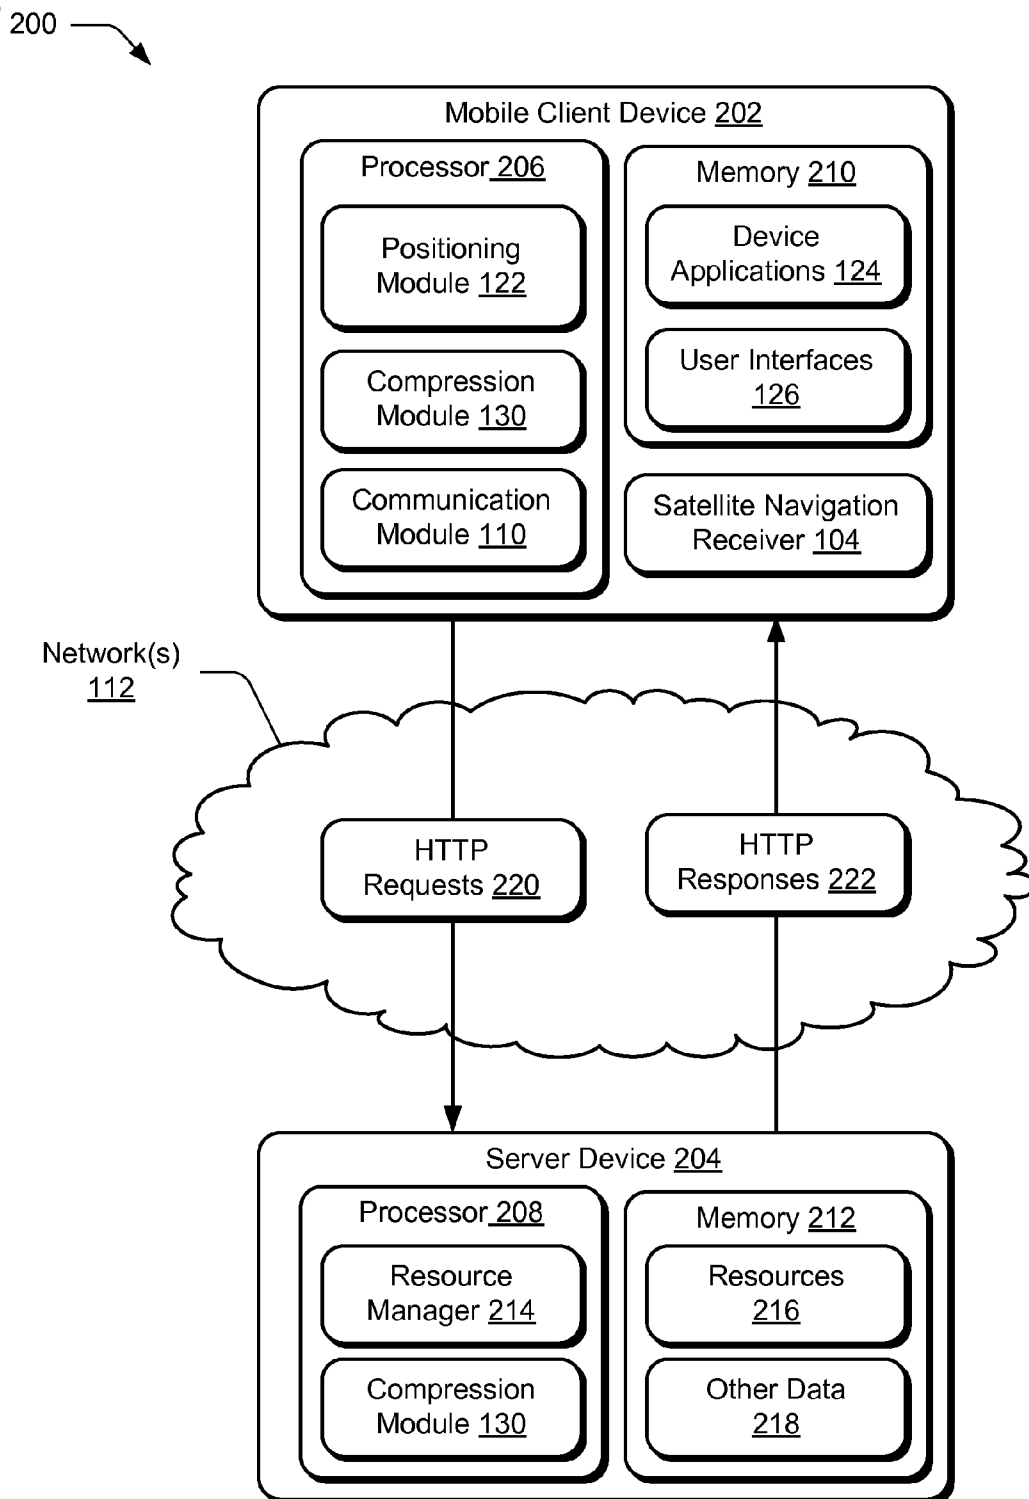 200
Mobile Client Device 202
Processor 206
Positioning
Module 122
Compression
Module 130
Communication
Module 110
Memory 210
Device
Applications 124
User Interfaces
126
Satellite Navigation
Receiver 104
Network(s)
112
HTTP
Requests 220
HTTP
Responses 222
Server Device 204
Processor 208
Resource
Manager 214
Compression
Module 130
Memory 212
Resources
216
Other Data
218